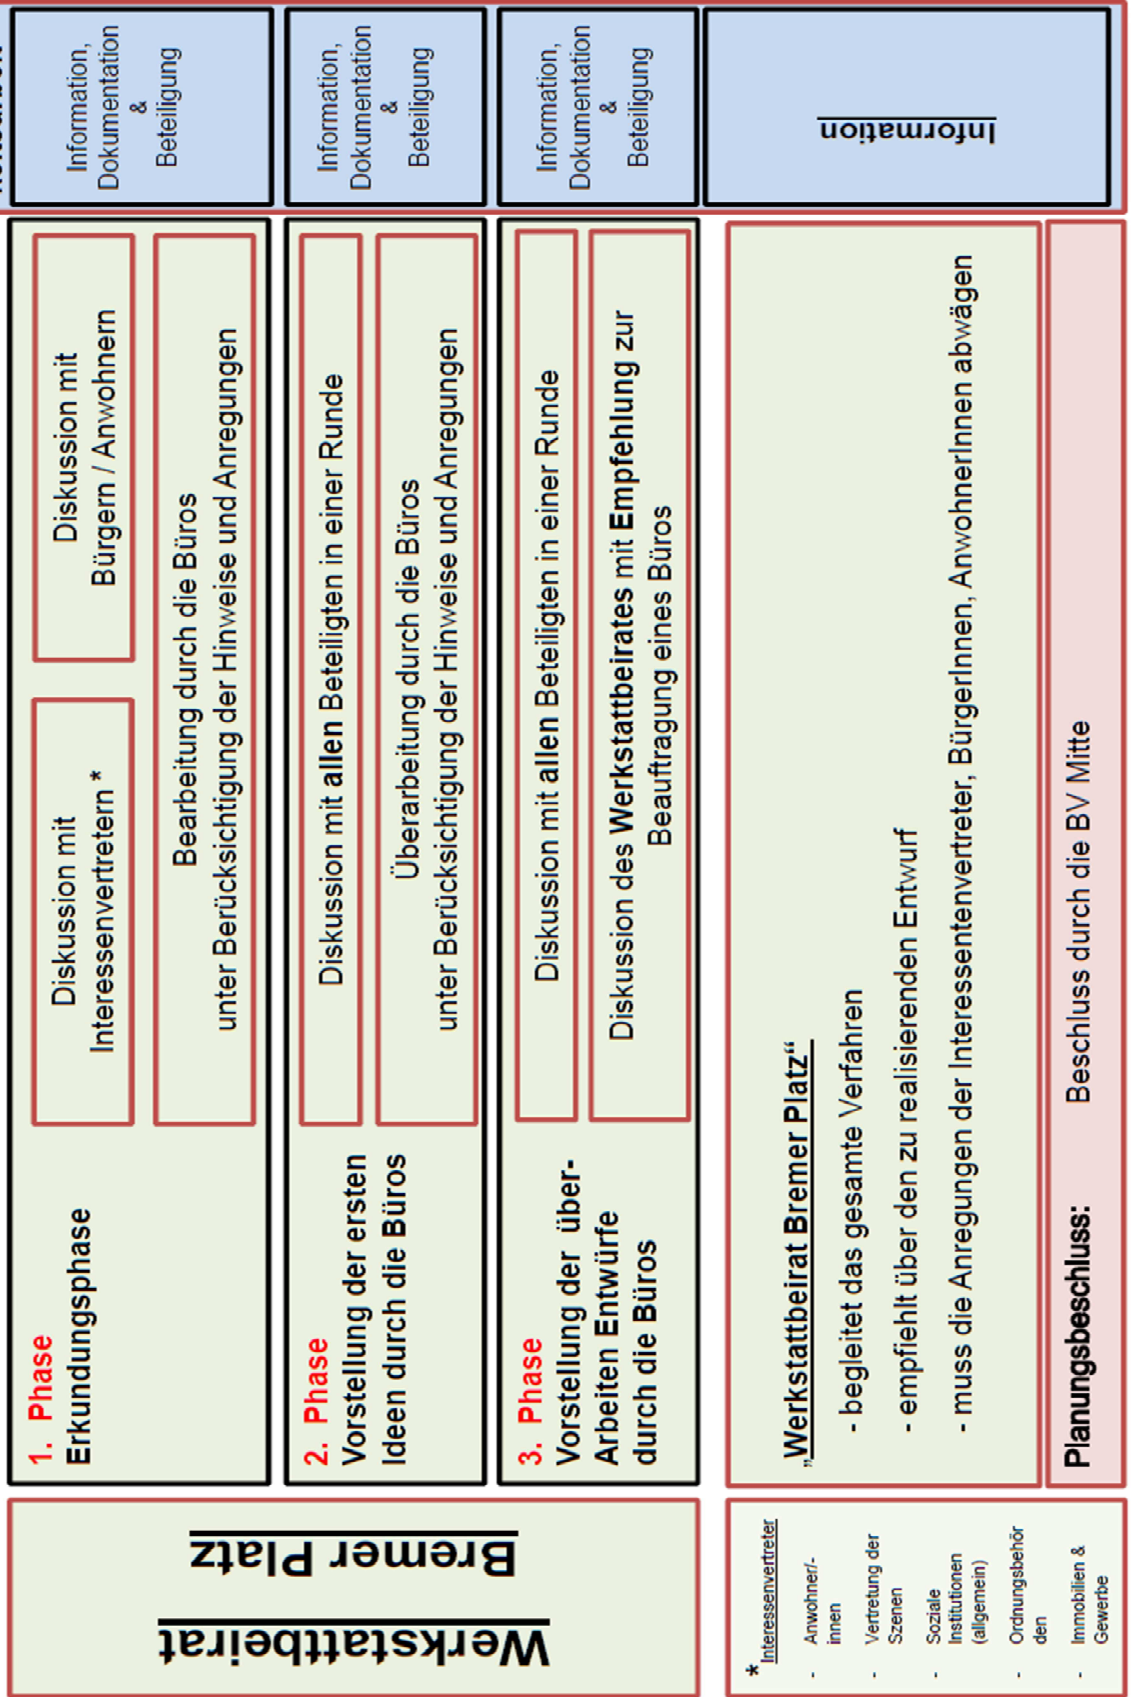 Werkstattbeirat
Bremer Platz
1. Phase
Erkundungsphase
Diskussion mit
Interessenvertretern *
Diskussion mit
Bürgern / Anwohnern
Bearbeitung durch die Büros
unter Berücksichtigung der Hinweise und Anregungen
Information,
Dokumentation
&
Beteiligung
2. Phase
Vorstellung der ersten
Ideen durch die Büros
Diskussion mit allen Beteiligten in einer Runde
Überarbeitung durch die Büros
unter Berücksichtigung der Hinweise und Anregungen
Information,
Dokumentation
&
Beteiligung
3. Phase
Vorstellung der über-
Arbeiten Entwürfe
durch die Büros
Diskussion mit allen Beteiligten in einer Runde
Diskussion des Werkstattbeirates mit Empfehlung zur
Beauftragung eines Büros
Information,
Dokumentation
&
Beteiligung
* Interessenvertreter
- Anwohner/-
innen
- Vertretung der
Szenen
- Soziale
Institutionen
(allgemein)
- Ordnungsbehör
den
- Immobilien &
Gewerbe
„Werkstattbeirat Bremer Platz“
- begleitet das gesamte Verfahren
- empfiehlt über den zu realisierenden Entwurf
- muss die Anregungen der Interessentenvertreter, BürgerInnen, AnwohnerInnen abwägen
Information
Planungsbeschluss: Beschluss durch die BV Mitte